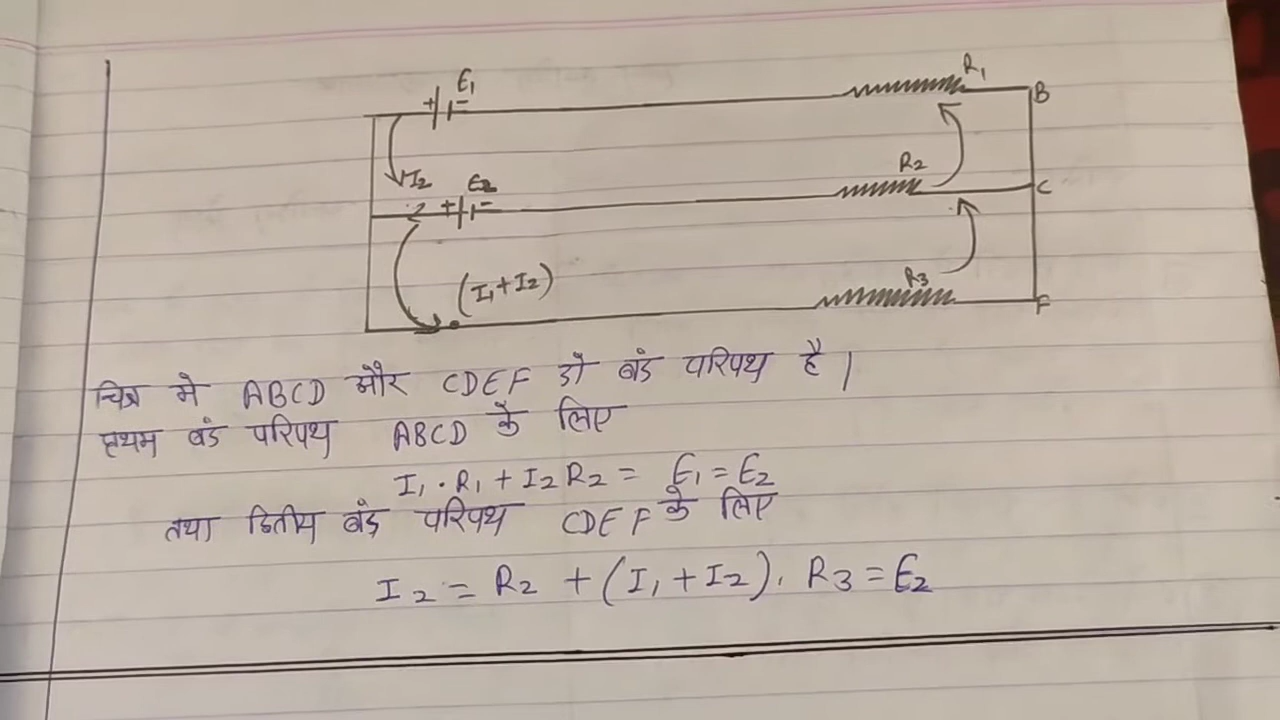 E₁
R₁
+ -
B
I₂
E₂
R₂
+ -
C
(I₁+I₂)
R₃
F
चित्र मे ABCD और CDEF दो बंड परिपथ है।
प्रथम बंड परिपथ ABCD के लिए
I₁ · R₁ + I₂ R₂ = E₁ = E₂
तथा द्वितीय बंड़ परिपथ CDEF के लिए
I₂ = R₂ + (I₁ + I₂). R₃ = E₂